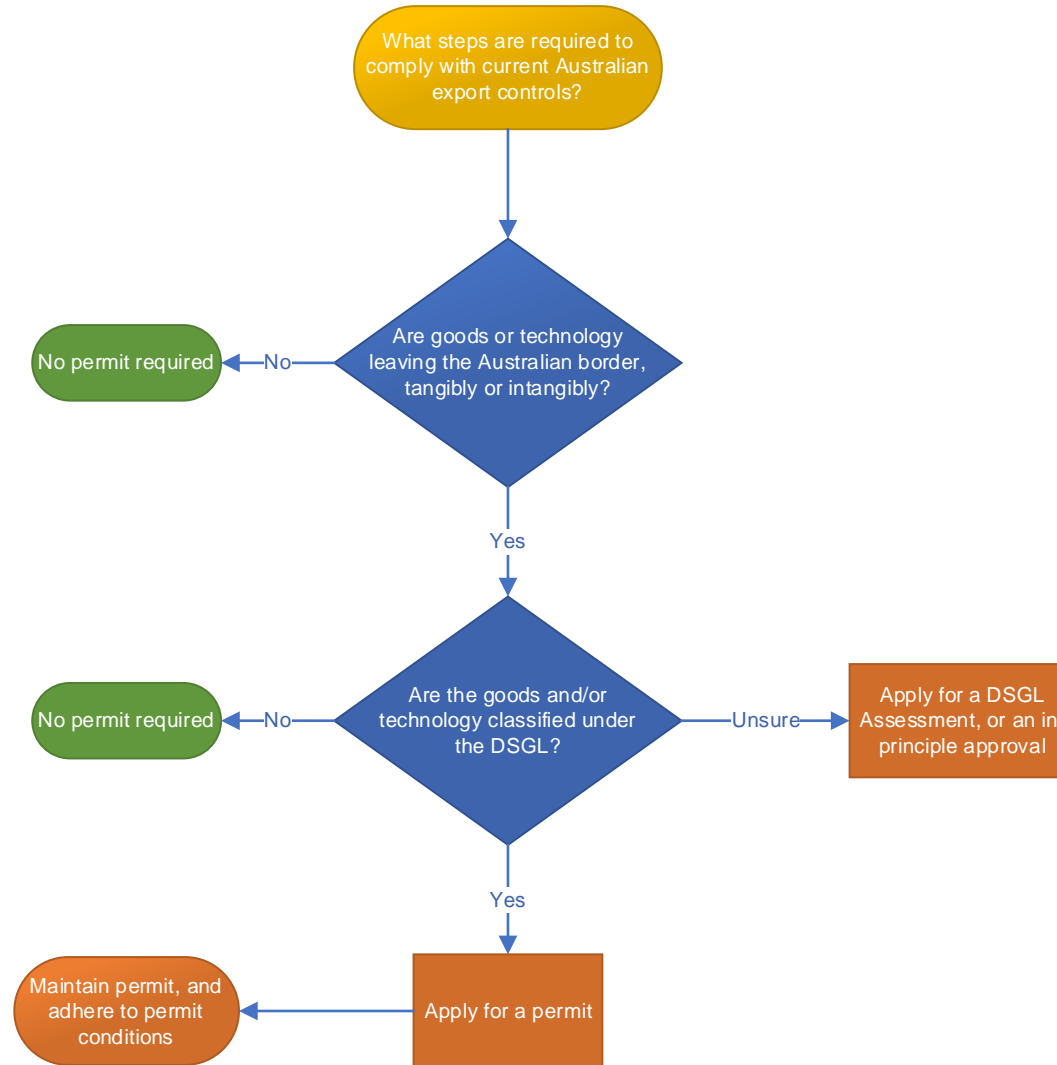 What steps are required to
comply with current Australian
export controls?
Are goods or technology
leaving the Australian border,
tangibly or intangibly?
No
No permit required
Yes
Are the goods and/or
technology classified under
the DSGL?
No
No permit required
Unsure
Apply for a DSGL
Assessment, or an in
principle approval
Yes
Apply for a permit
Maintain permit, and
adhere to permit
conditions